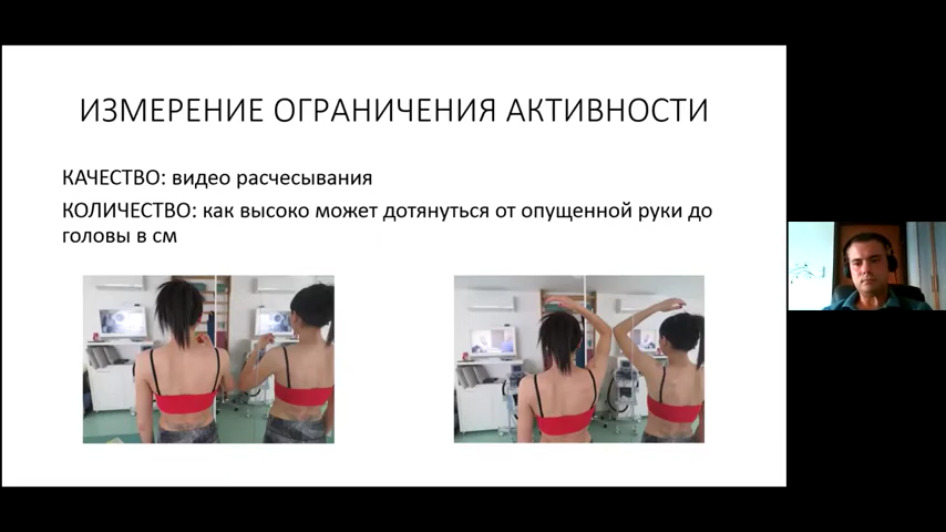 ИЗМЕРЕНИЕ ОГРАНИЧЕНИЯ АКТИВНОСТИ
КАЧЕСТВО: видео расчесывания
КОЛИЧЕСТВО: как высоко может дотянуться от опущенной руки до
головы в см